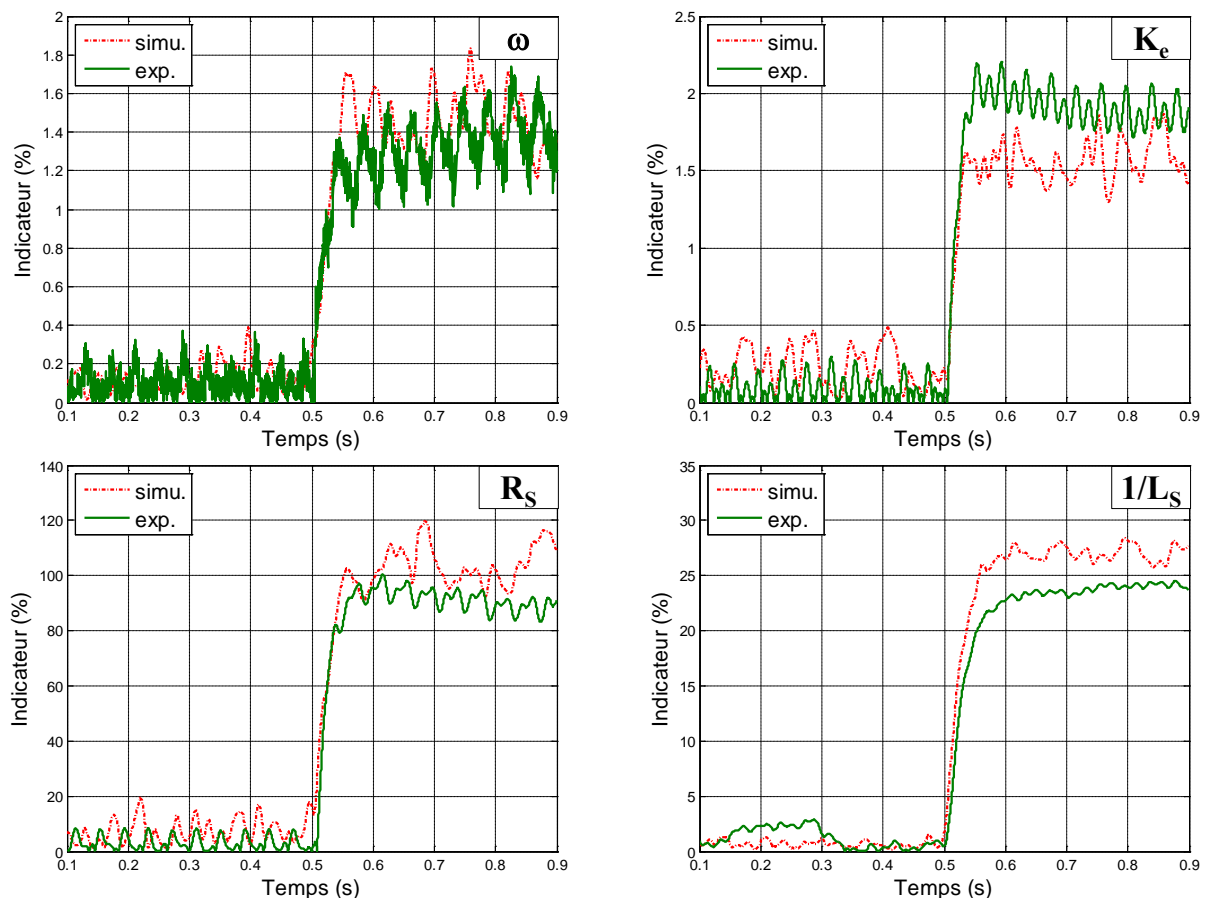 2
1.8
1.6
1.4
1.2
1
0.8
0.6
0.4
0.2
0
simu.
exp.
ω
Indicateur (%)
0.1 0.2 0.3 0.4 0.5 0.6 0.7 0.8 0.9
Temps (s)
2.5
2
1.5
1
0.5
0
simu.
exp.
Ke
Indicateur (%)
0.1 0.2 0.3 0.4 0.5 0.6 0.7 0.8 0.9
Temps (s)
140
120
100
80
60
40
20
0
simu.
exp.
RS
Indicateur (%)
0.1 0.2 0.3 0.4 0.5 0.6 0.7 0.8 0.9
Temps (s)
35
30
25
20
15
10
5
0
simu.
exp.
1/LS
Indicateur (%)
0.1 0.2 0.3 0.4 0.5 0.6 0.7 0.8 0.9
Temps (s)